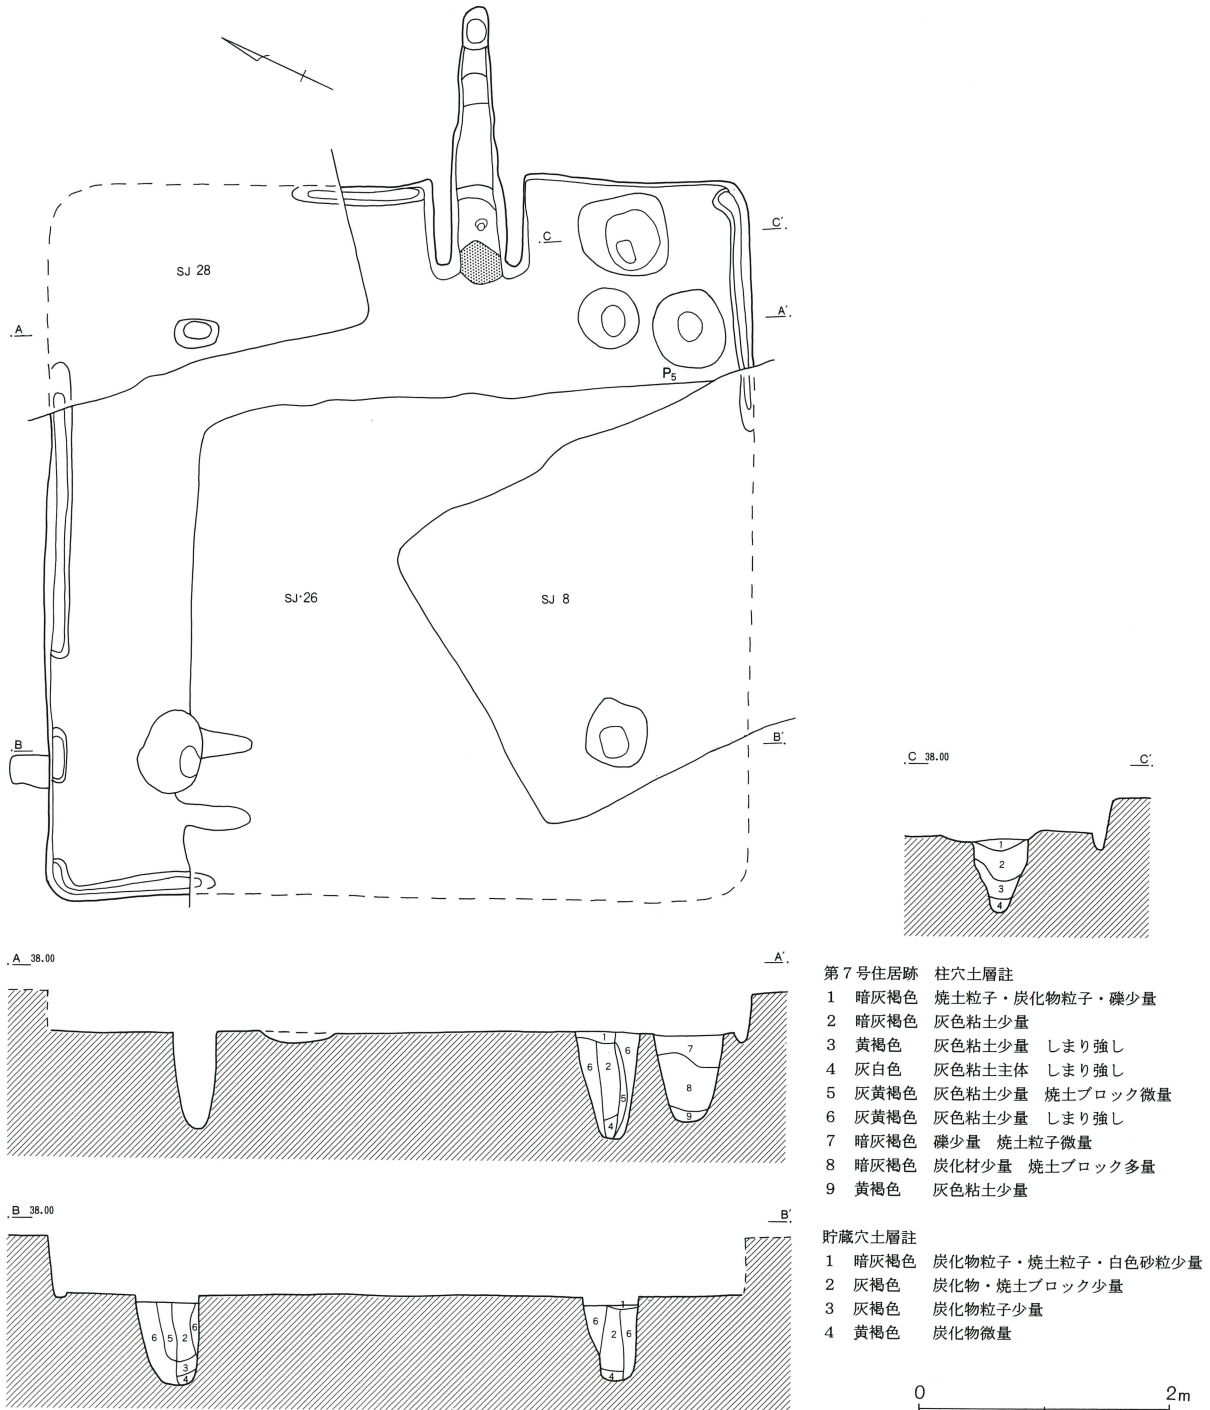 SJ 28
C
C′
A
A′
P5
SJ・26
SJ 8
B
B′
C 38.00
C′
A 38.00
A′
1
2
3
4
6
1
6
2
5
4
7
8
9
B 38.00
B′
6
5
2
6
3
4
6
1
2
6
4
第7号住居跡 柱穴土層註
1 暗灰褐色 焼土粒子・炭化物粒子・礫少量
2 暗灰褐色 灰色粘土少量
3 黄褐色 灰色粘土少量 しまり強し
4 灰白色 灰色粘土主体 しまり強し
5 灰黄褐色 灰色粘土少量 焼土ブロック微量
6 灰黄褐色 灰色粘土少量 しまり強し
7 暗灰褐色 礫少量 焼土粒子微量
8 暗灰褐色 炭化材少量 焼土ブロック多量
9 黄褐色 灰色粘土少量
貯蔵穴土層註
1 暗灰褐色 炭化物粒子・焼土粒子・白色砂粒少量
2 灰褐色 炭化物・焼土ブロック少量
3 灰褐色 炭化物粒子少量
4 黄褐色 炭化物微量
0 2m